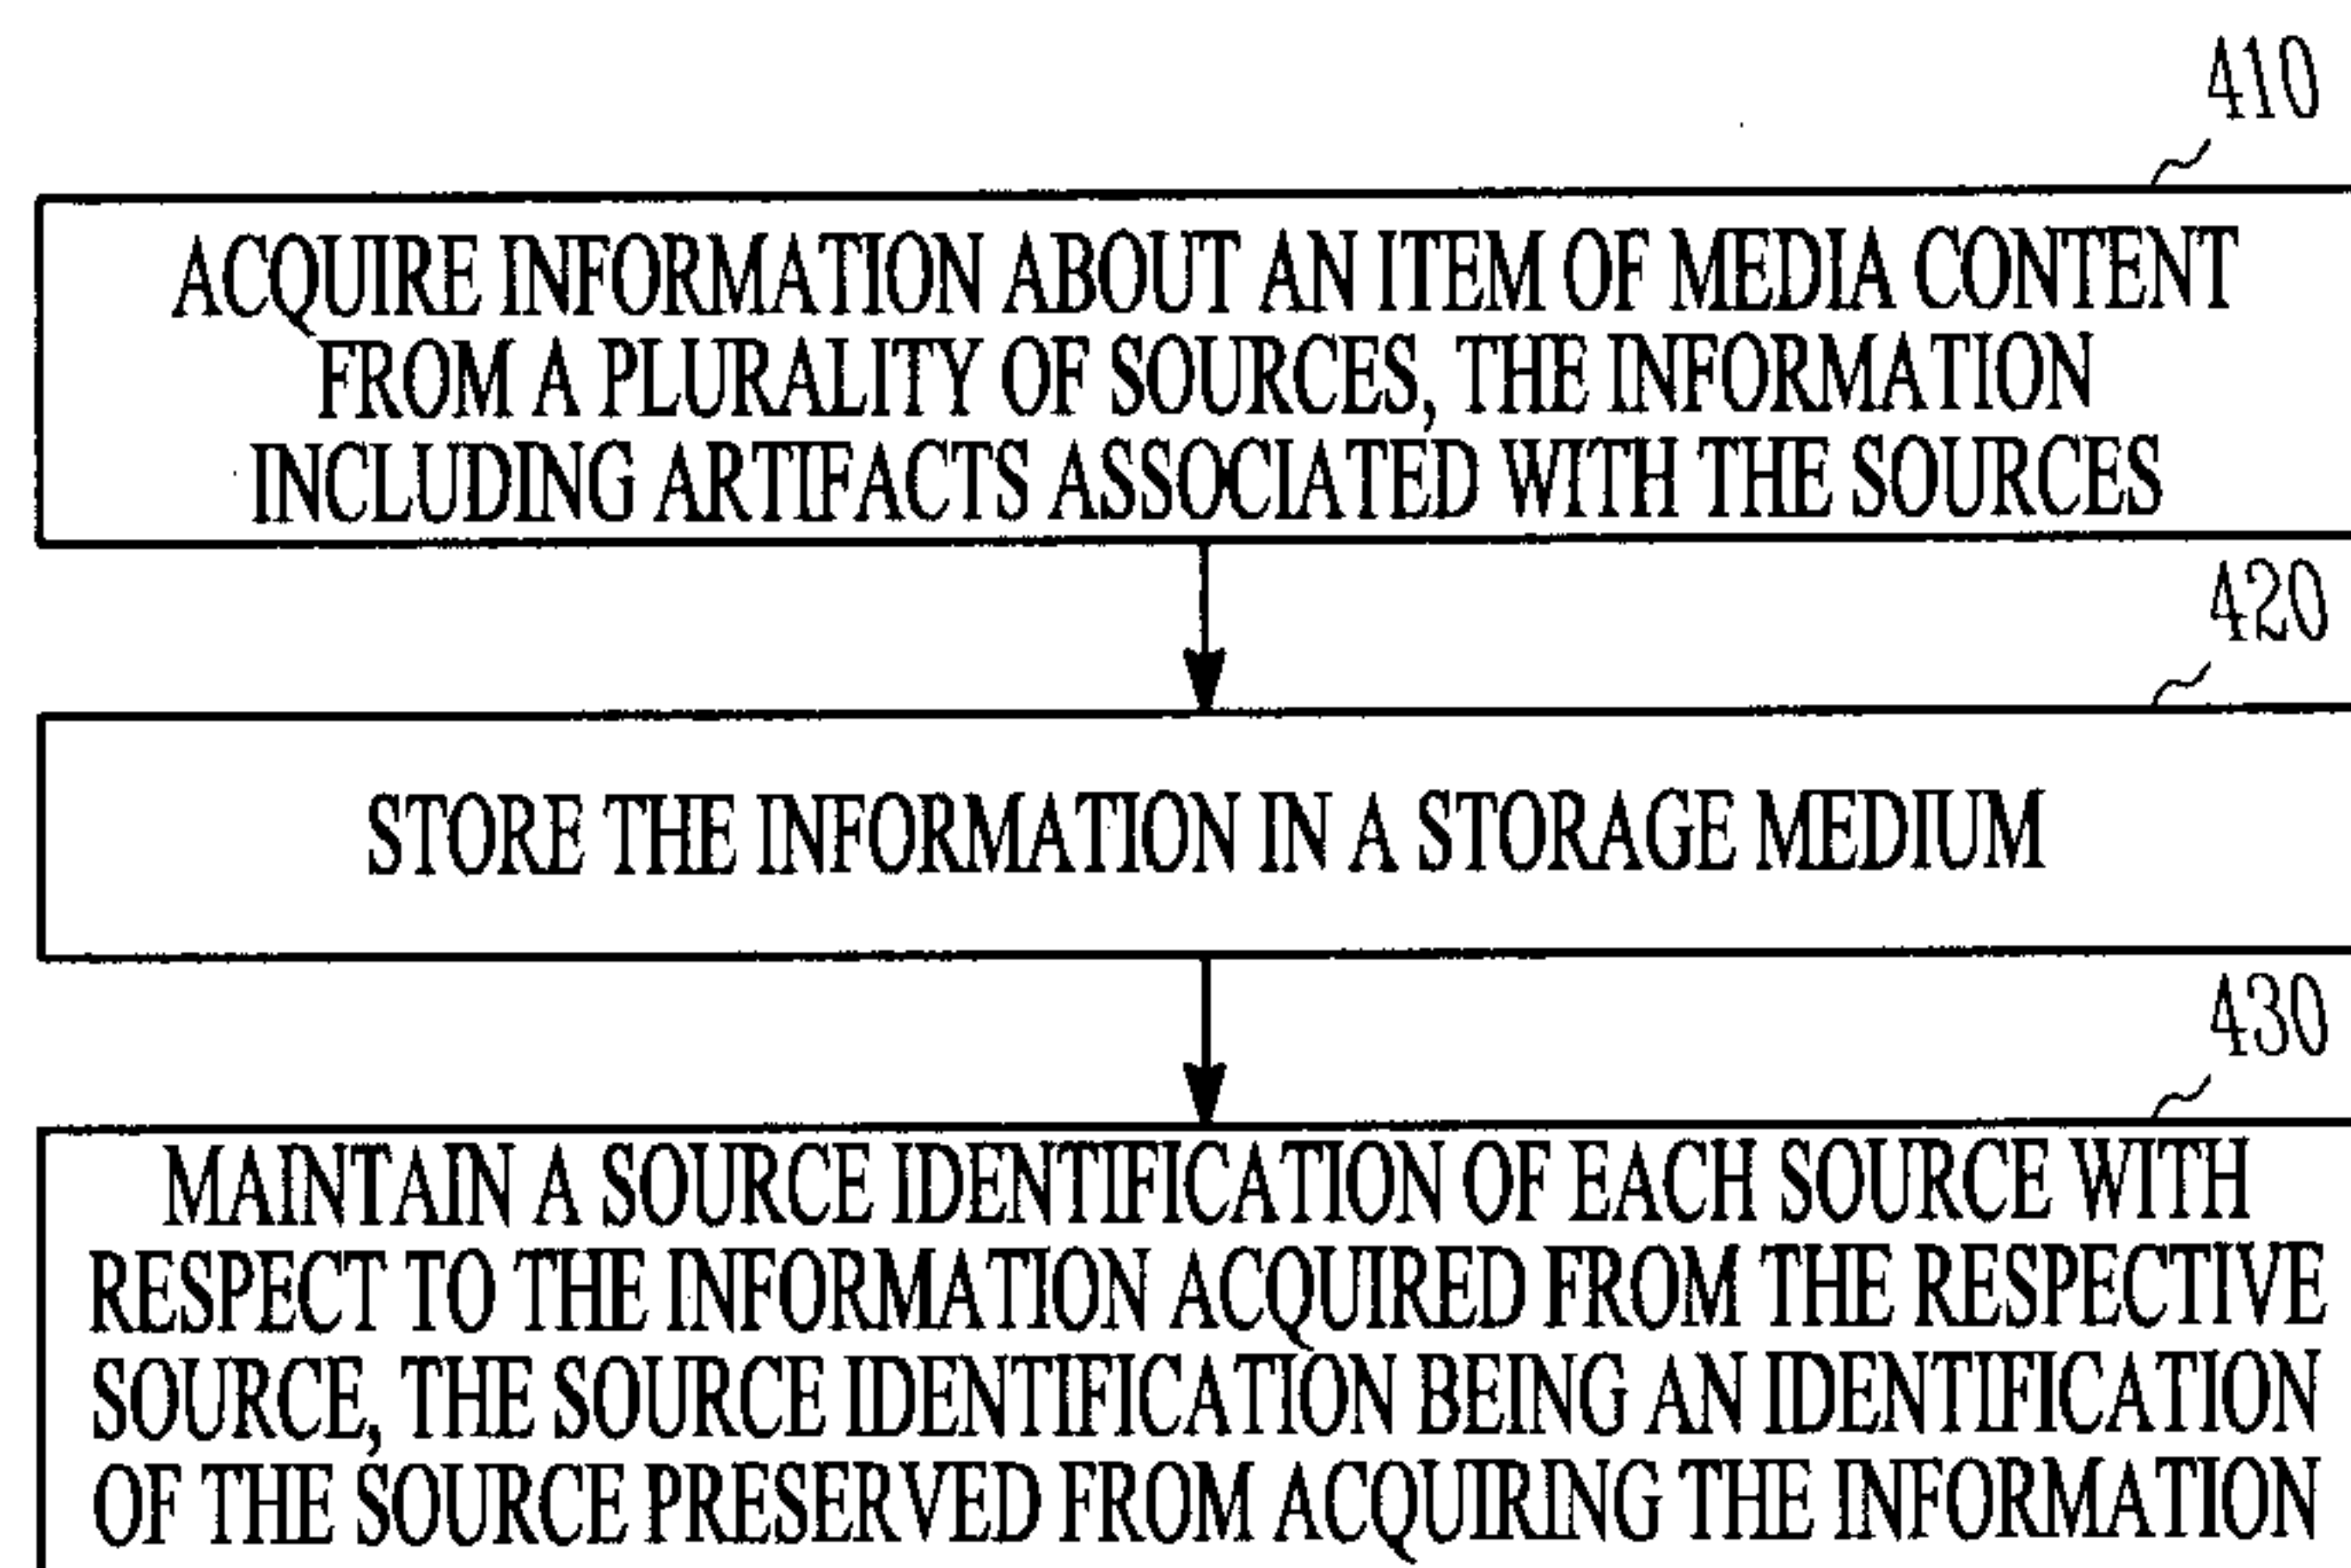 410
ACQUIRE INFORMATION ABOUT AN ITEM OF MEDIA CONTENT
FROM A PLURALITY OF SOURCES, THE INFORMATION
INCLUDING ARTIFACTS ASSOCIATED WITH THE SOURCES
420
STORE THE INFORMATION IN A STORAGE MEDIUM
430
MAINTAIN A SOURCE IDENTIFICATION OF EACH SOURCE WITH
RESPECT TO THE INFORMATION ACQUIRED FROM THE RESPECTIVE
SOURCE, THE SOURCE IDENTIFICATION BEING AN IDENTIFICATION
OF THE SOURCE PRESERVED FROM ACQUIRING THE INFORMATION